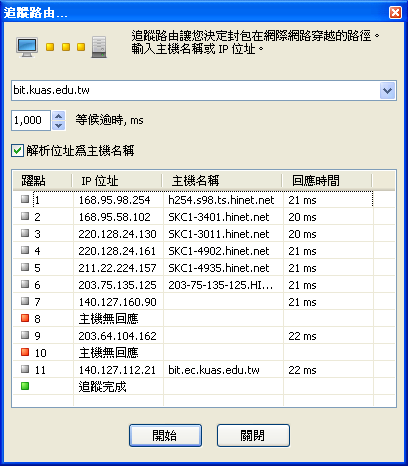 追蹤路由...
追蹤路由讓您決定封包在網際網路穿越的路徑。
輸入主機名稱或 IP 位址。
bit.kuas.edu.tw
1,000 等候逾時, ms
解析位址為主機名稱
躍點 IP 位址 主機名稱 回應時間
1 168.95.98.254 h254.s98.ts.hinet.net 21 ms
2 168.95.58.102 SKC1-3401.hinet.net 20 ms
3 220.128.24.130 SKC1-3011.hinet.net 20 ms
4 220.128.24.161 SKC1-4902.hinet.net 21 ms
5 211.22.224.157 SKC1-4935.hinet.net 21 ms
6 203.75.135.125 203-75-135-125.HI... 21 ms
7 140.127.160.90 21 ms
8 主機無回應
9 203.64.104.162 22 ms
10 主機無回應
11 140.127.112.21 bit.ec.kuas.edu.tw 22 ms
追蹤完成
開始 關閉